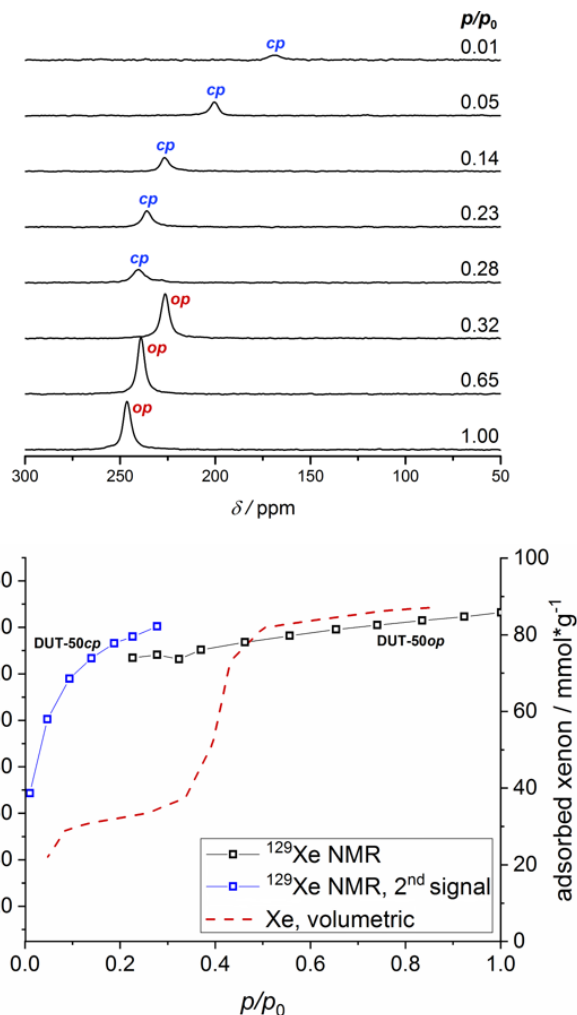 p/p0
cp 0.01
cp 0.05
cp 0.14
cp 0.23
cp 0.28
op 0.32
op 0.65
op 1.00
300 250 200 150 100 50
δ / ppm
100
80
60
40
20
0
adsorbed xenon / mmol*g-1
DUT-50cp
DUT-50op
129Xe NMR
129Xe NMR, 2nd signal
Xe, volumetric
0.0 0.2 0.4 0.6 0.8 1.0
p/p0